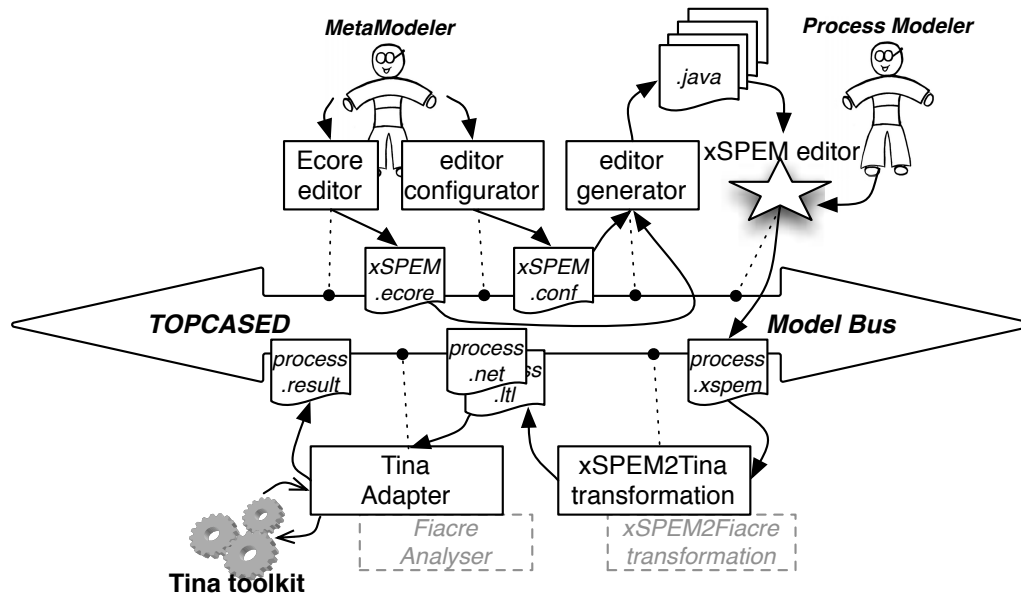 MetaModeler
Process Modeler
.java
Ecore
editor
editor
configurator
editor
generator
xSPEM editor
xSPEM
.ecore
xSPEM
.conf
TOPCASED
Model Bus
process
.result
process
.net
ss
.ltl
process
.xspem
Tina
Adapter
xSPEM2Tina
transformation
Fiacre
Analyser
xSPEM2Fiacre
transformation
Tina toolkit